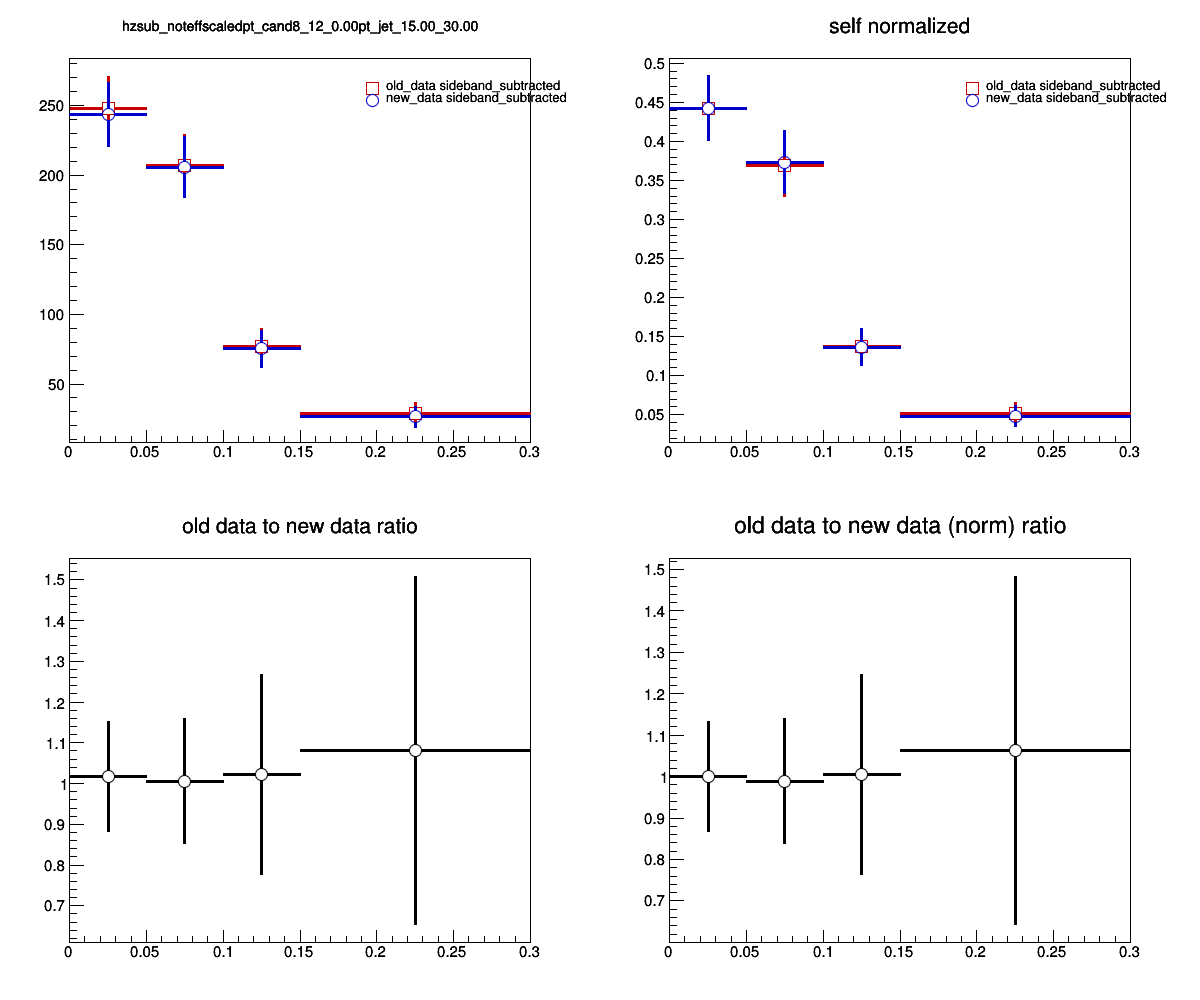 hzsub_noteffscaledpt_cand8_12_0.00pt_jet_15.00_30.00
old_data sideband_subtracted
new_data sideband_subtracted
250
200
150
100
50
0 0.05 0.1 0.15 0.2 0.25 0.3
self normalized
old_data sideband_subtracted
new_data sideband_subtracted
0.5
0.45
0.4
0.35
0.3
0.25
0.2
0.15
0.1
0.05
0 0.05 0.1 0.15 0.2 0.25 0.3
old data to new data ratio
1.5
1.4
1.3
1.2
1.1
1
0.9
0.8
0.7
0 0.05 0.1 0.15 0.2 0.25 0.3
old data to new data (norm) ratio
1.5
1.4
1.3
1.2
1.1
1
0.9
0.8
0.7
0 0.05 0.1 0.15 0.2 0.25 0.3